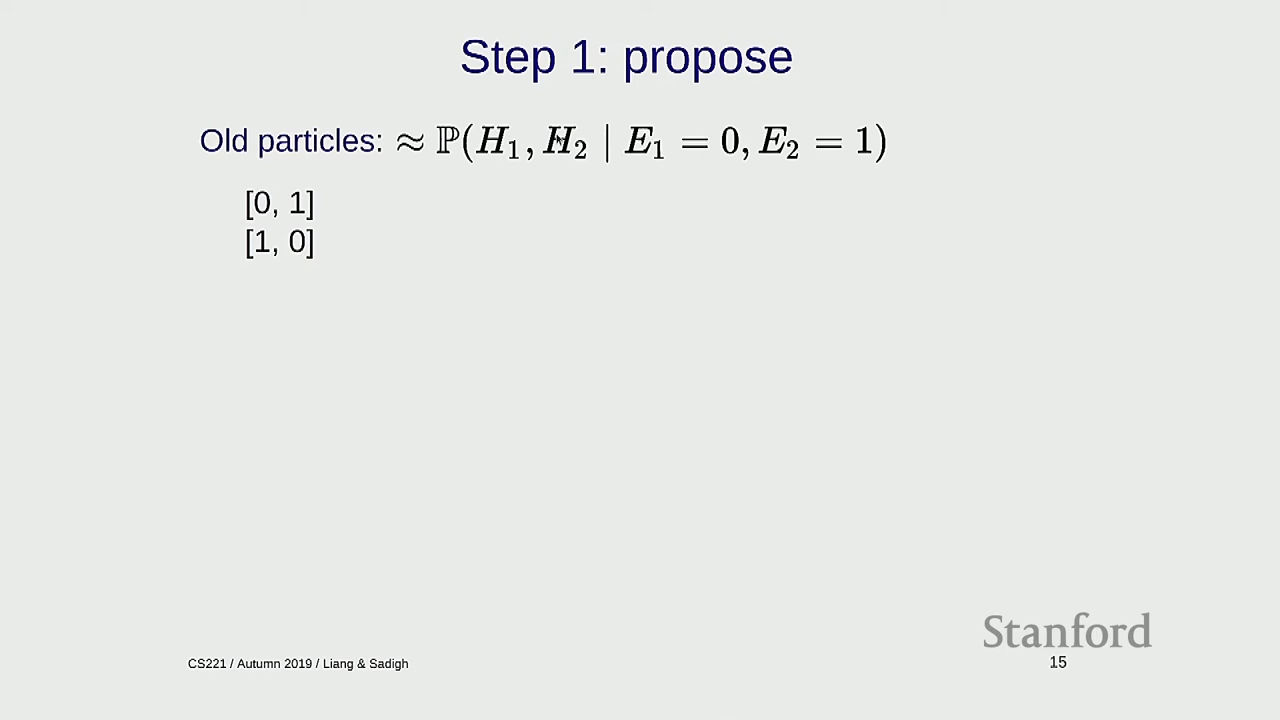 Step 1: propose
Old particles: ≈ ℙ(H₁, H₂ | E₁ = 0, E₂ = 1)
[0, 1]
[1, 0]
Stanford
CS221 / Autumn 2019 / Liang & Sadigh
15